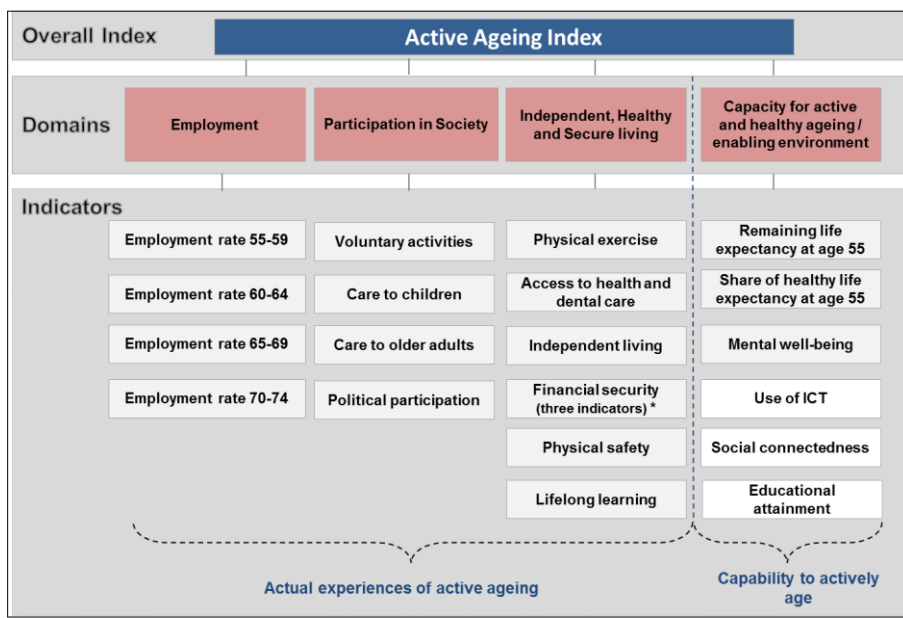 Overall Index
Active Ageing Index
Domains
Employment
Participation in Society
Independent, Healthy
and Secure living
Capacity for active
and healthy ageing /
enabling environment
Indicators
Employment rate 55-59
Voluntary activities
Physical exercise
Remaining life
expectancy at age 55
Employment rate 60-64
Care to children
Access to health and
dental care
Share of healthy life
expectancy at age 55
Employment rate 65-69
Care to older adults
Independent living
Mental well-being
Employment rate 70-74
Political participation
Financial security
(three indicators) *
Use of ICT
Physical safety
Social connectedness
Lifelong learning
Educational
attainment
Actual experiences of active ageing
Capability to actively
age